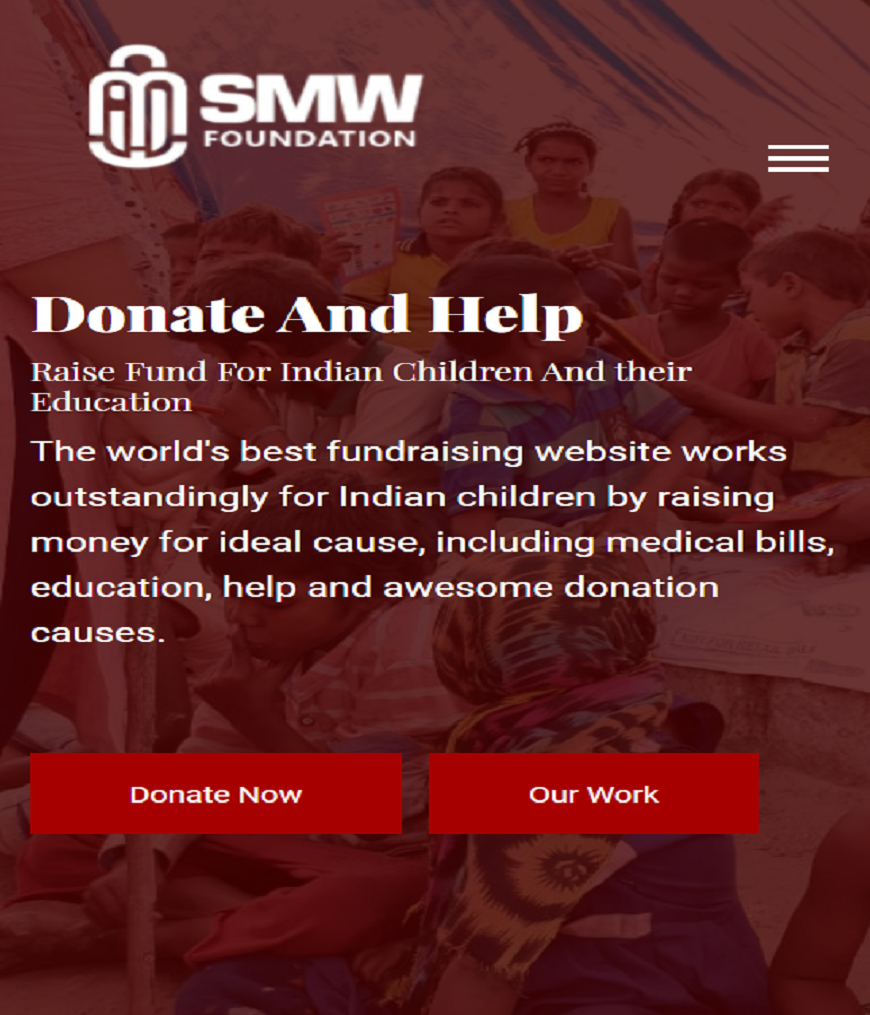 SMW
FOUNDATION
Donate And Help
Raise Fund For Indian Children And their
Education
The world's best fundraising website works
outstandingly for Indian children by raising
money for ideal cause, including medical bills,
education, help and awesome donation
causes.
Donate Now
Our Work